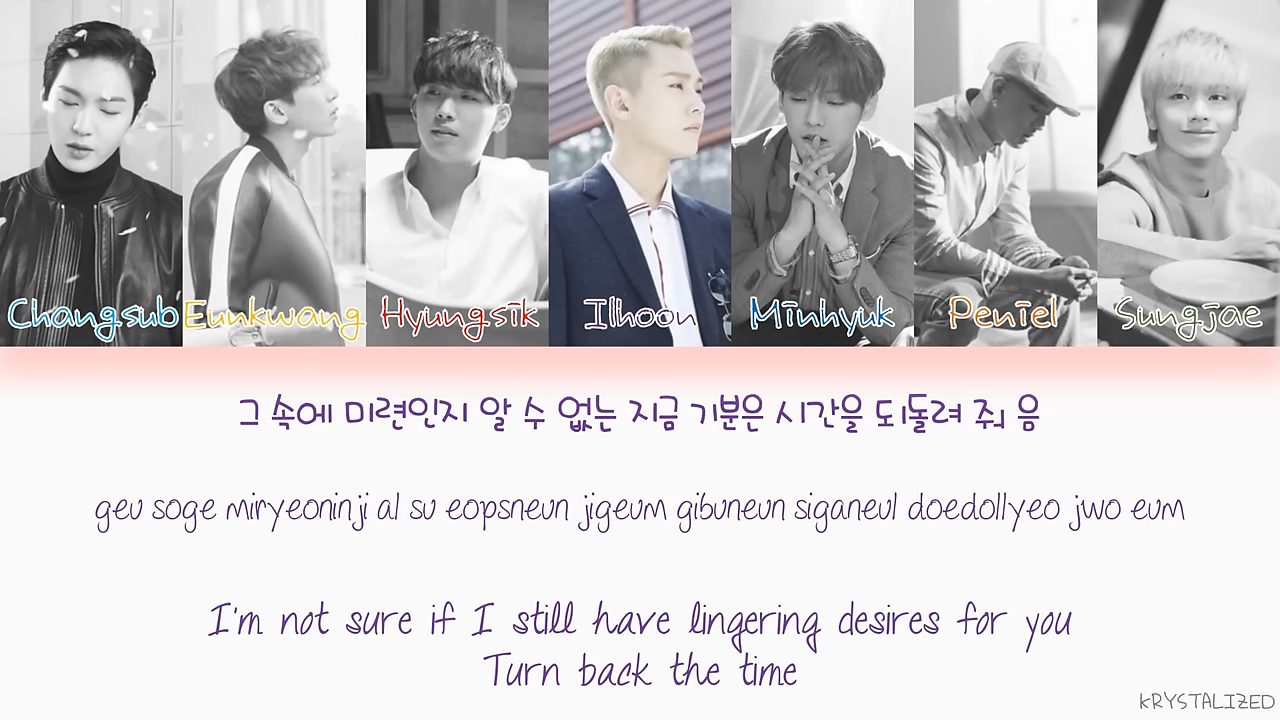 Changsub Eunkwang Hyungsik Ilhoon Minhyuk Peniel Sungjae
그 속에 미련인지 알 수 없는 지금 기분은 시간을 되돌려 줘 음
geu soge miryeoninji al su eopsneun jigeum gibuneun siganeul doedollyeo jwo eum
I'm not sure if I still have lingering desires for you
Turn back the time
KRYSTALIZED